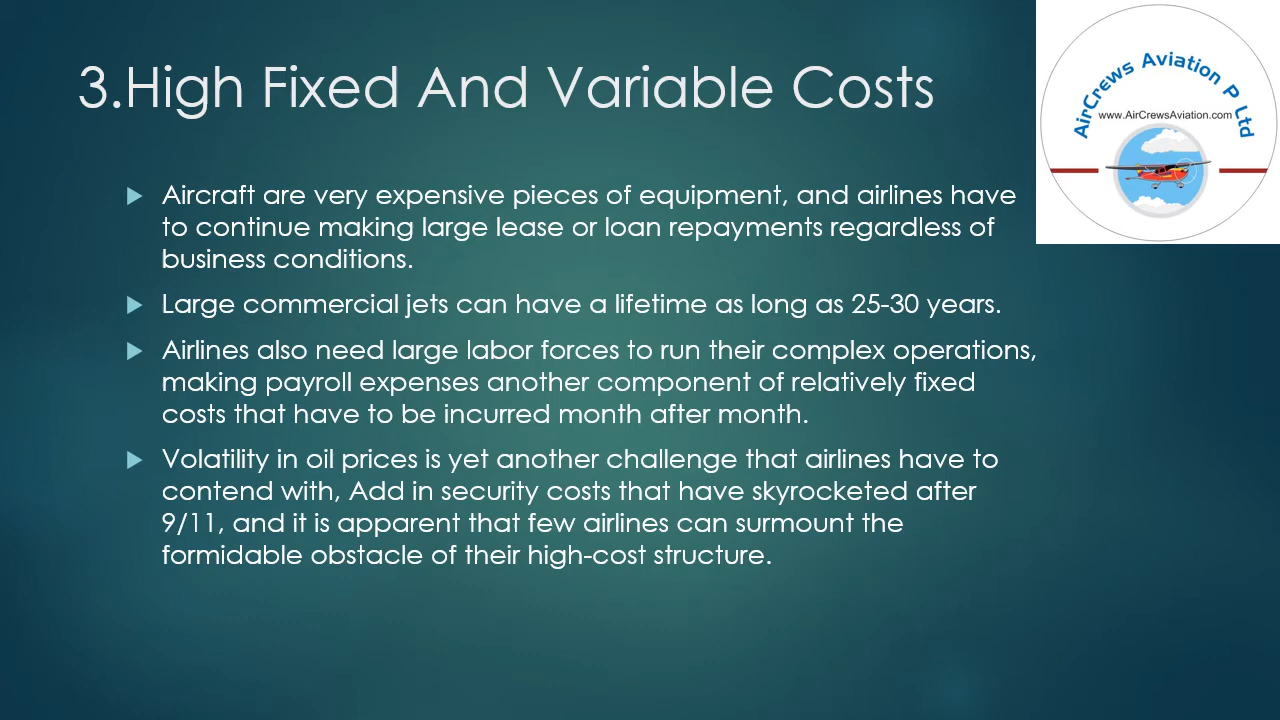 3.High Fixed And Variable Costs
AirCrews Aviation P Ltd
www.AirCrewsAviation.com
Aircraft are very expensive pieces of equipment, and airlines have
to continue making large lease or loan repayments regardless of
business conditions.
Large commercial jets can have a lifetime as long as 25-30 years.
Airlines also need large labor forces to run their complex operations,
making payroll expenses another component of relatively fixed
costs that have to be incurred month after month.
Volatility in oil prices is yet another challenge that airlines have to
contend with, Add in security costs that have skyrocketed after
9/11, and it is apparent that few airlines can surmount the
formidable obstacle of their high-cost structure.